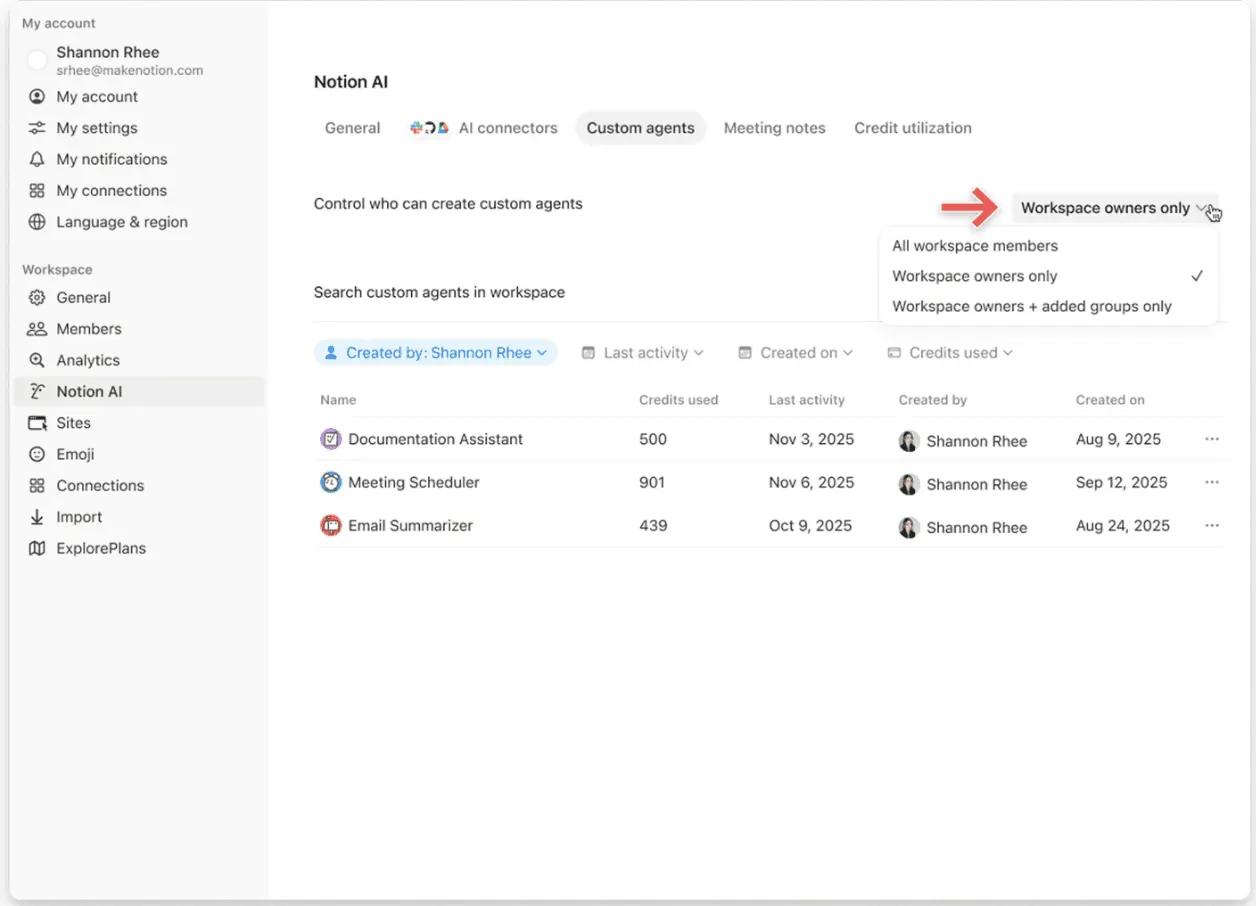 My account
Shannon Rhee
srhee@makenotion.com
My account
My settings
My notifications
My connections
Language & region
Workspace
General
Members
Analytics
Notion AI
Sites
Emoji
Connections
Import
ExplorePlans
Notion AI
General AI connectors Custom agents Meeting notes Credit utilization
Control who can create custom agents Workspace owners only
All workspace members
Workspace owners only
Workspace owners + added groups only
Search custom agents in workspace
Created by: Shannon Rhee Last activity Created on Credits used
Name Credits used Last activity Created by Created on
Documentation Assistant 500 Nov 3, 2025 Shannon Rhee Aug 9, 2025
Meeting Scheduler 901 Nov 6, 2025 Shannon Rhee Sep 12, 2025
Email Summarizer 439 Oct 9, 2025 Shannon Rhee Aug 24, 2025